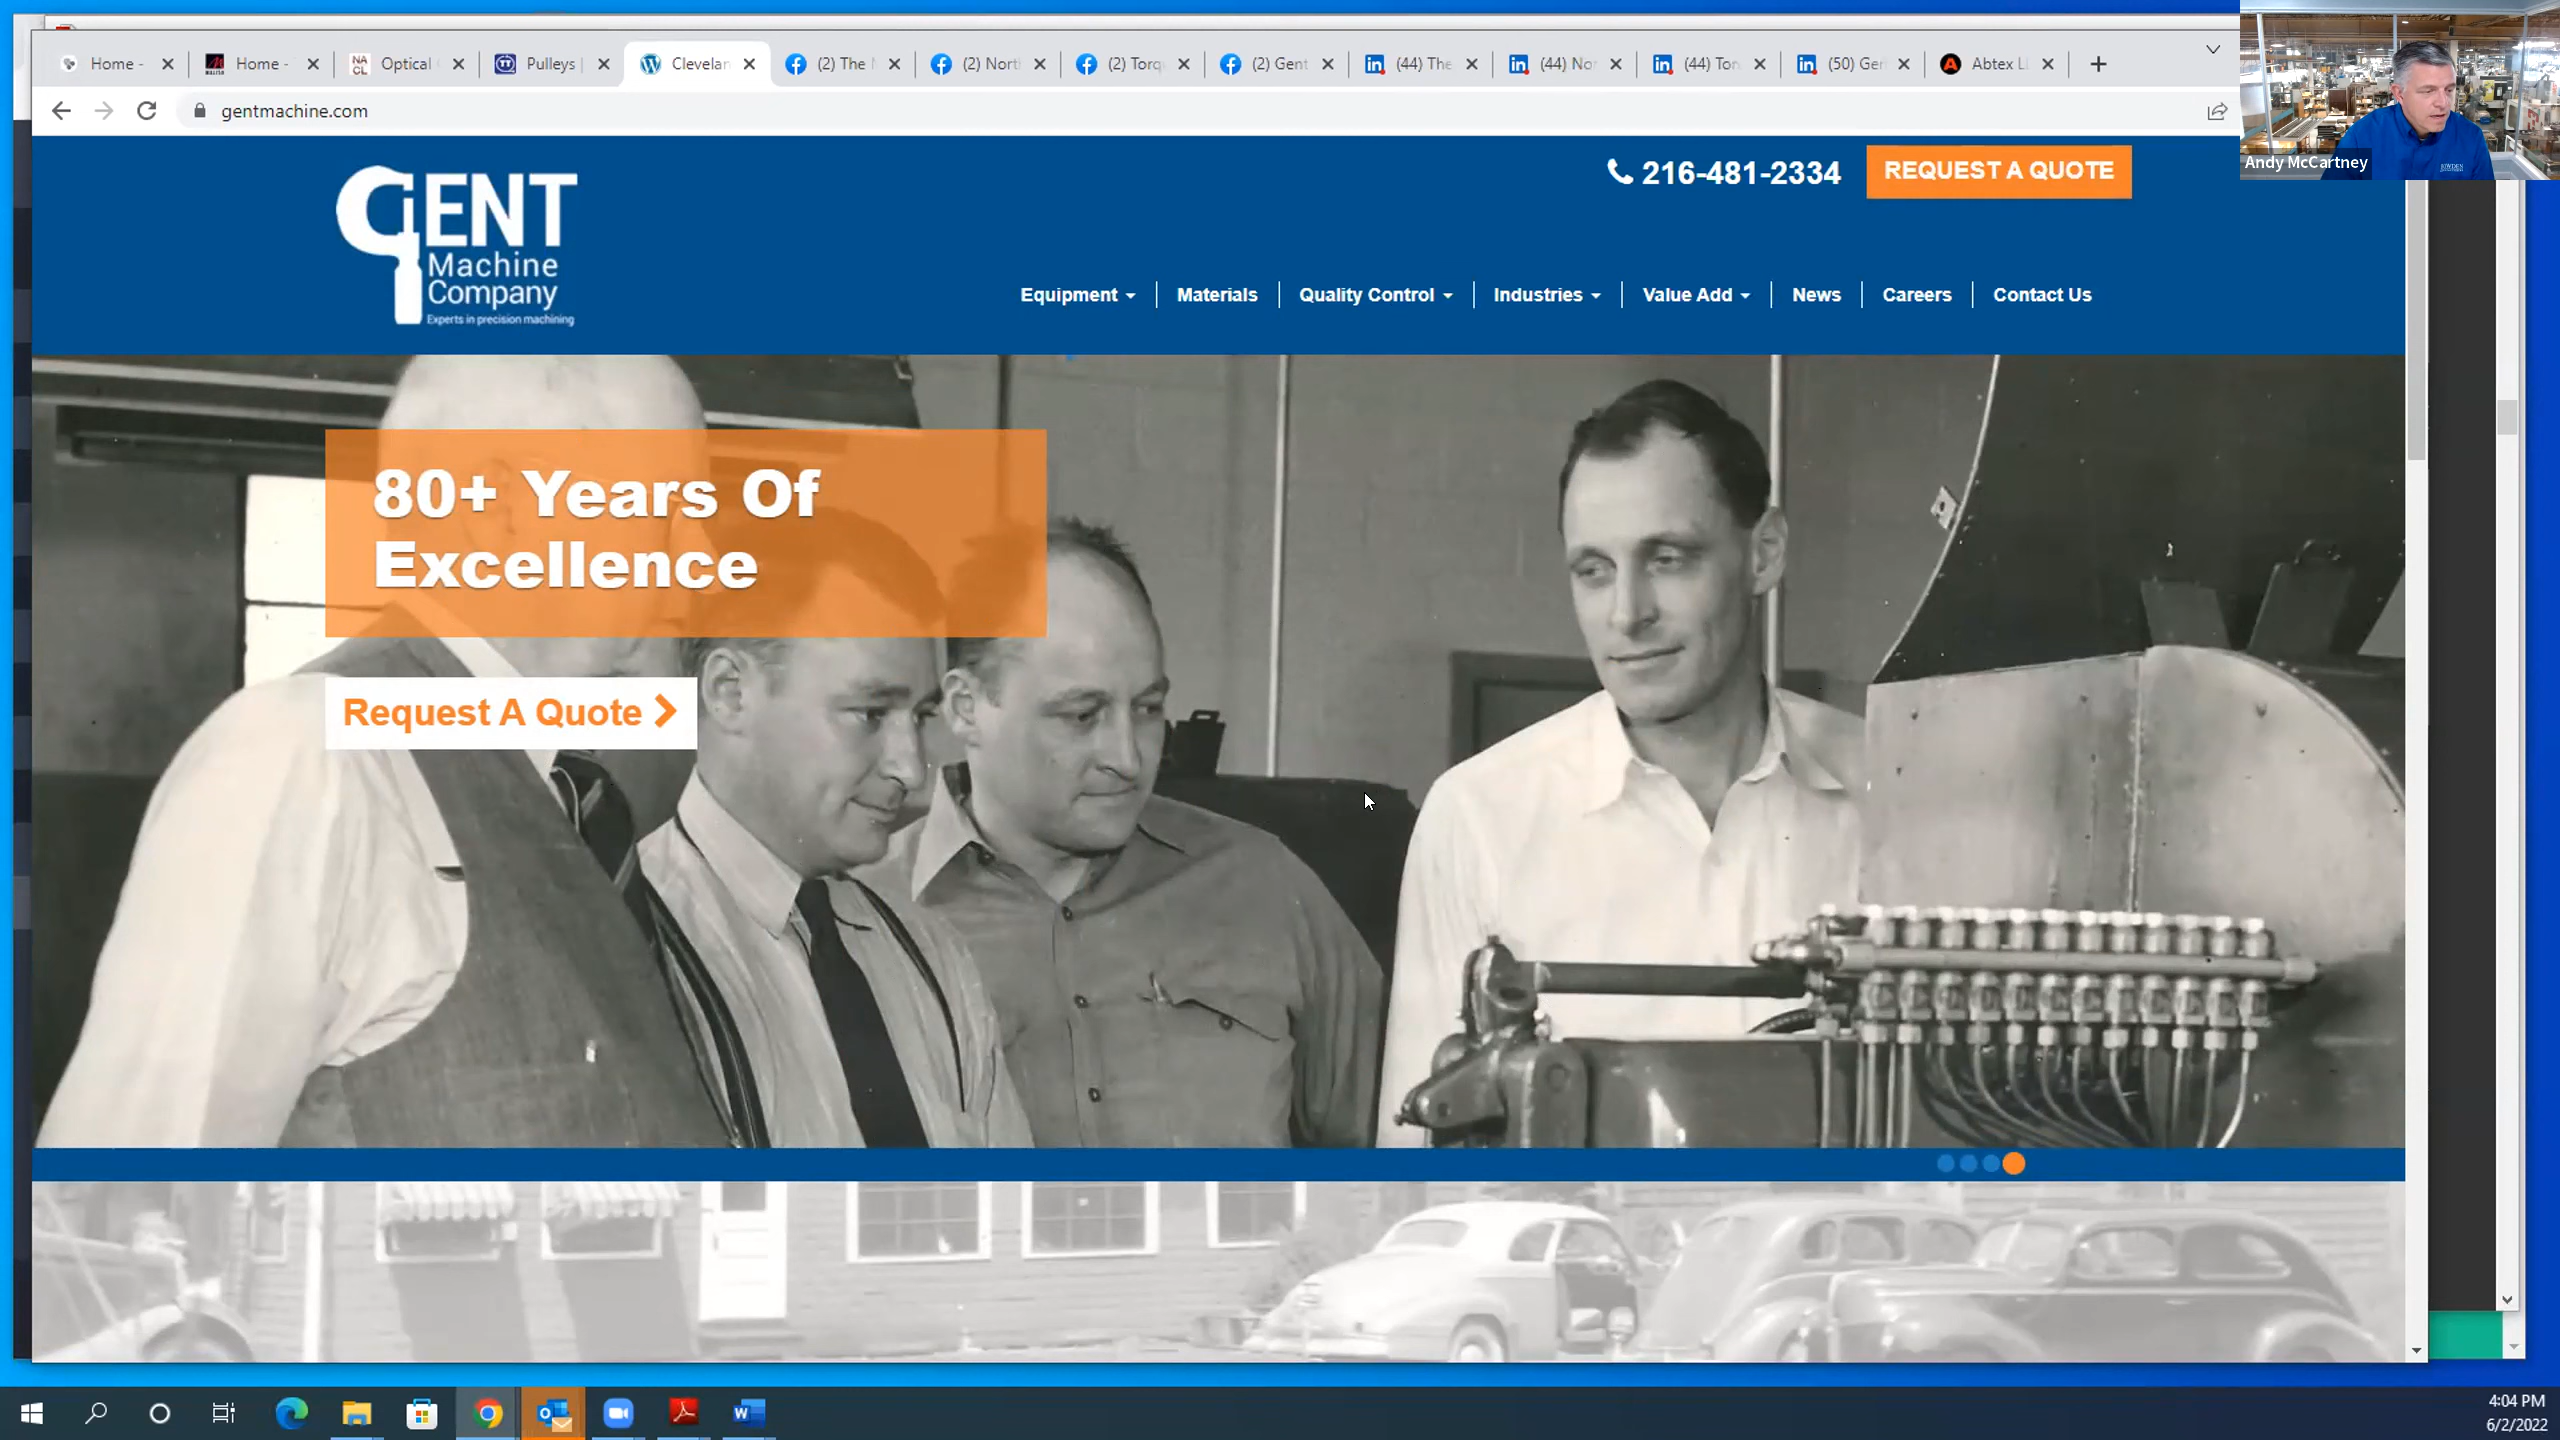 Home -
Home -
NA
CL
Optical
Pulleys |
Clevelan
(2) The
(2) Nort
(2) Torq
(2) Gent
(44) The
(44) No
(44) Tor
(50) Gen
Abtex L
gentmachine.com
Andy McCartney
216-481-2334
REQUEST A QUOTE
GENT
Machine
Company
Experts in precision machining
Equipment
Materials
Quality Control
Industries
Value Add
News
Careers
Contact Us
80+ Years Of
Excellence
Request A Quote
4:04 PM
6/2/2022